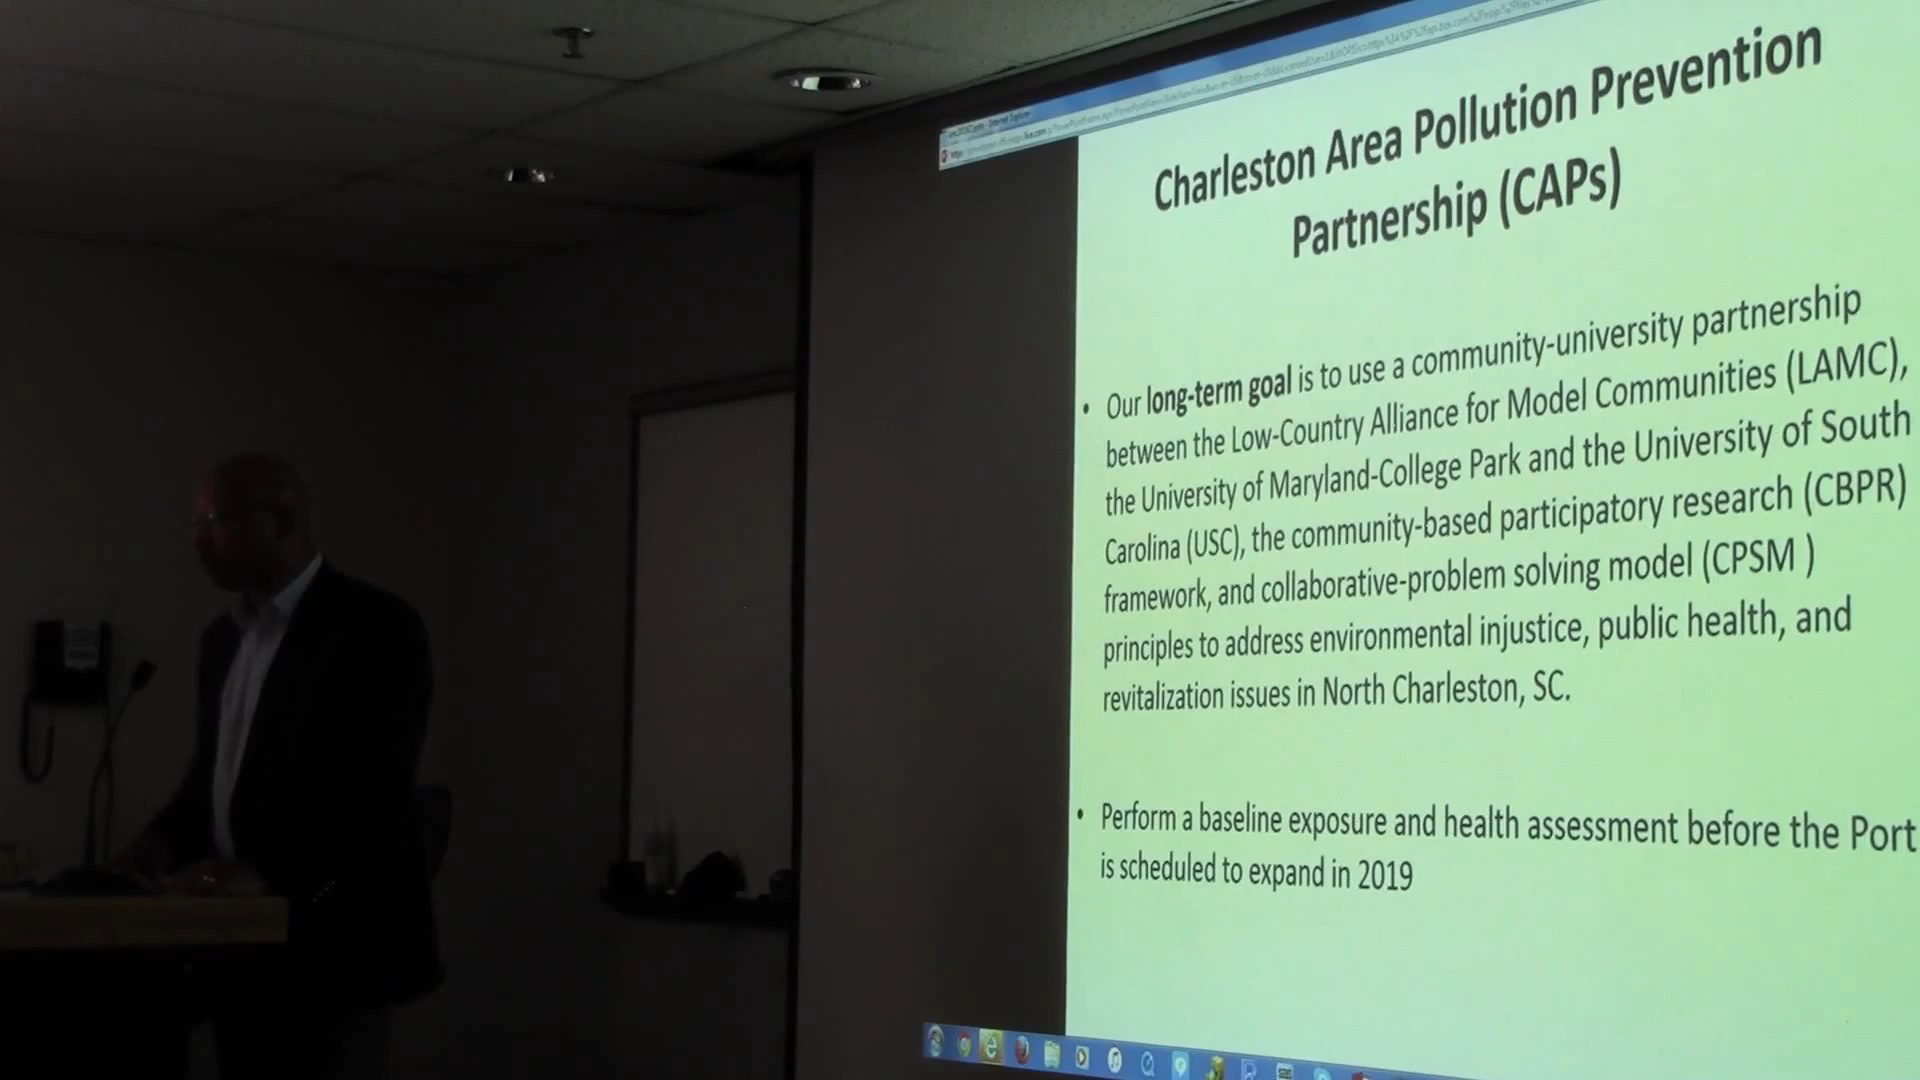 Internet Explorer
Charleston Area Pollution Prevention
Partnership (CAPs)
• Our long-term goal is to use a community-university partnership
between the Low-Country Alliance for Model Communities (LAMC),
the University of Maryland-College Park and the University of South
Carolina (USC), the community-based participatory research (CBPR)
framework, and collaborative-problem solving model (CPSM )
principles to address environmental injustice, public health, and
revitalization issues in North Charleston, SC.
• Perform a baseline exposure and health assessment before the Port
is scheduled to expand in 2019